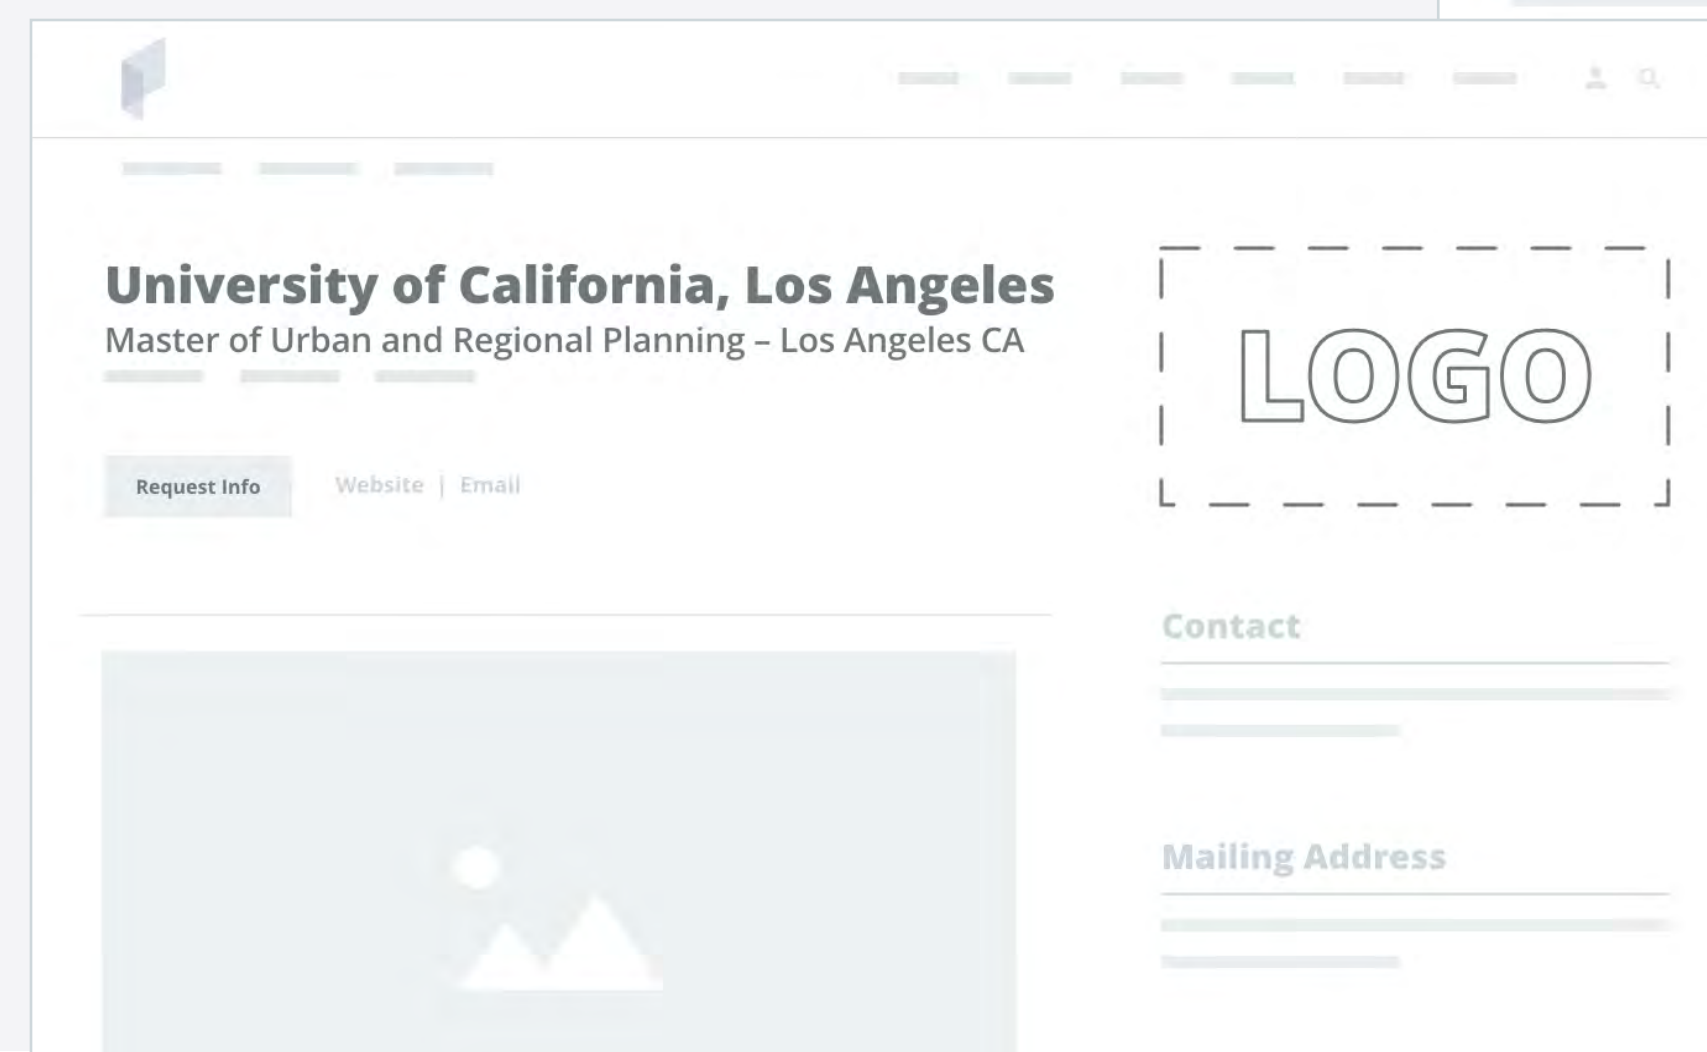 University of California, Los Angeles
Master of Urban and Regional Planning – Los Angeles CA
Request Info
Website | Email
LOGO
Contact
Mailing Address